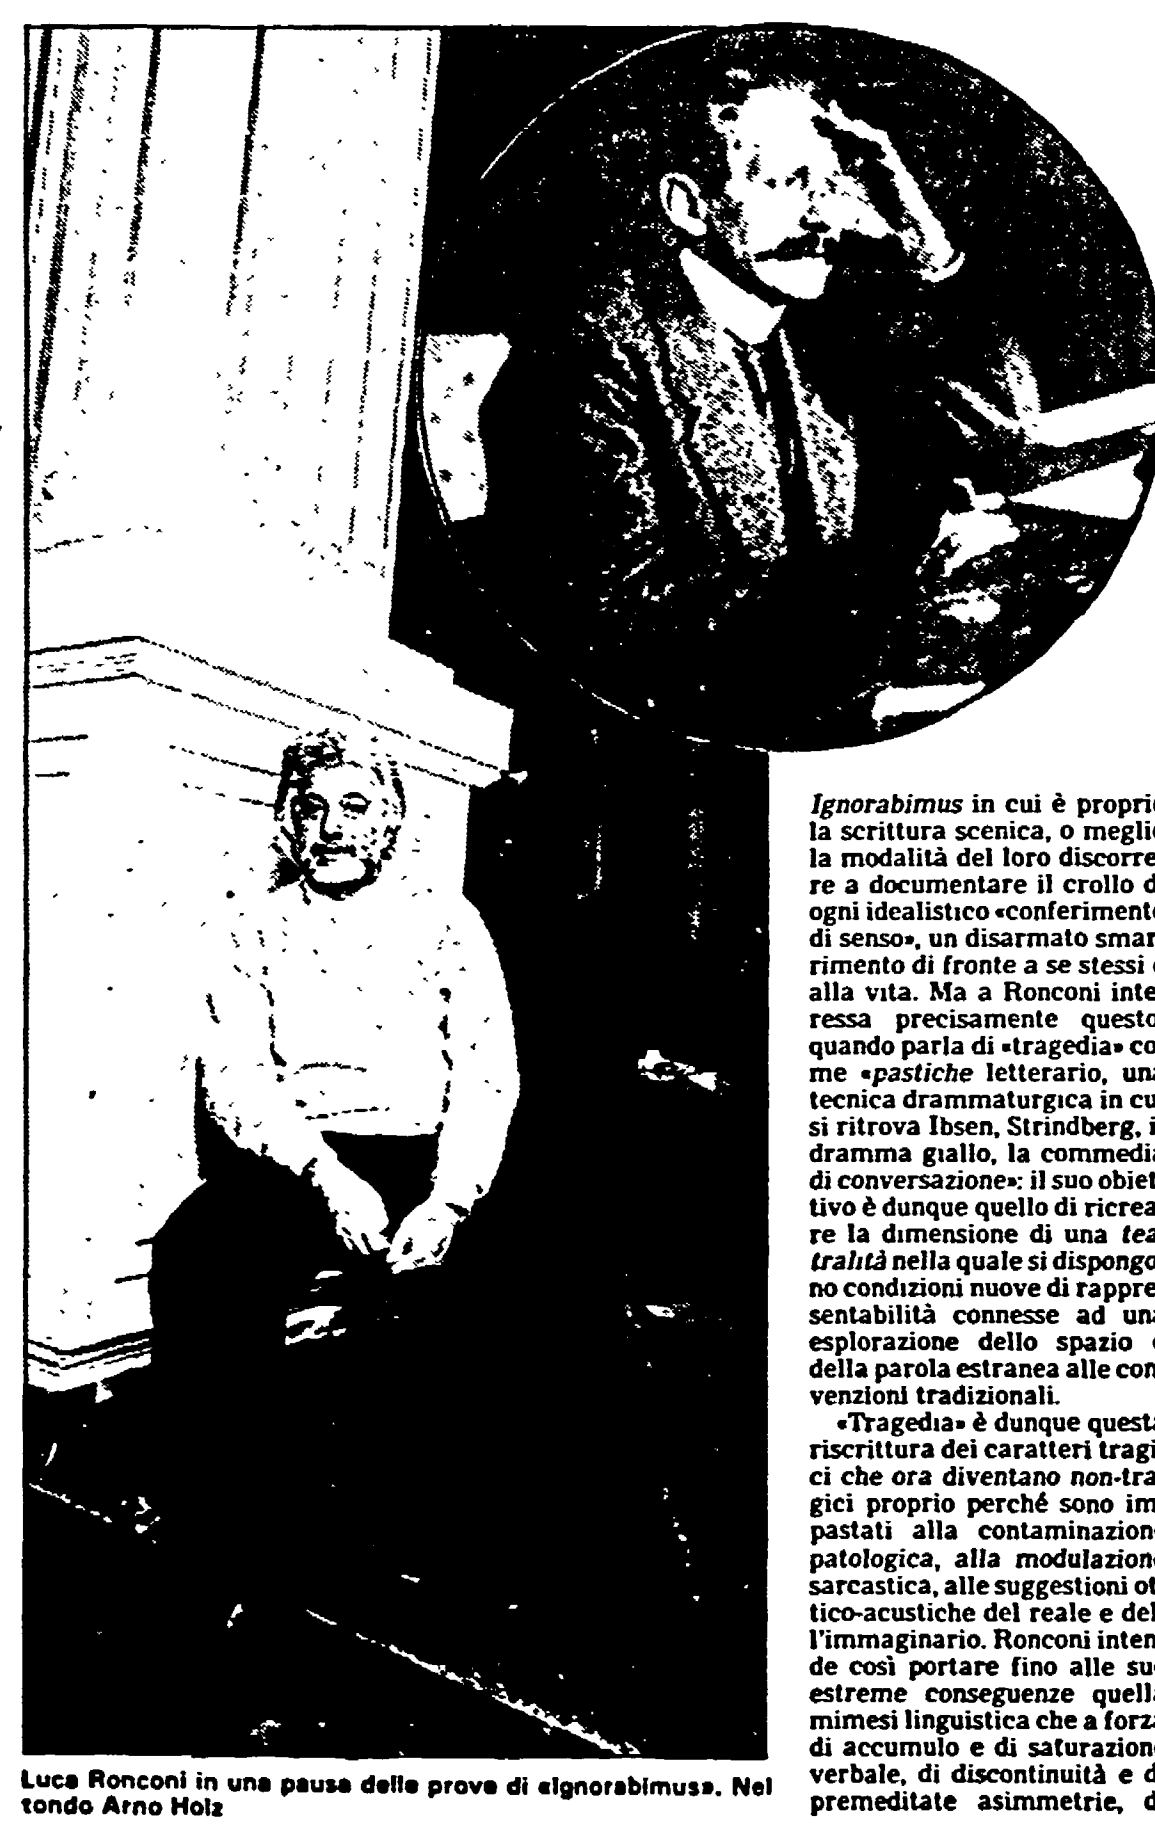 Luca Ronconi in una pausa delle prove di «Ignorabimus». Nel
tondo Arno Holz
Ignorabimus in cui è propri
la scrittura scenica, o megli
la modalità del loro discorre
re a documentare il crollo d
ogni idealistico «conferiment
di senso», un disarmato smar
rimento di fronte a se stessi
alla vita. Ma a Ronconi inte
ressa precisamente questo
quando parla di «tragedia» co
me «pastiche letterario, una
tecnica drammaturgica in cu
si ritrova Ibsen, Strindberg, i
dramma giallo, la commedia
di conversazione»: il suo obiet
tivo è dunque quello di ricrea
re la dimensione di una tea
tralità nella quale si dispongo
no condizioni nuove di rappre
sentabilità connesse ad una
esplorazione dello spazio
della parola estranea alle con
venzioni tradizionali.
«Tragedia» è dunque questa
riscrittura dei caratteri tragi
ci che ora diventano non-tra
gici proprio perché sono im
pastati alla contaminazion
patologica, alla modulazion
sarcastica, alle suggestioni ot
tico-acustiche del reale e del
l'immaginario. Ronconi inten
de così portare fino alle su
estreme conseguenze quell
mimesi linguistica che a forza
di accumulo e di saturazion
verbale, di discontinuità e d
premeditate asimmetrie, d